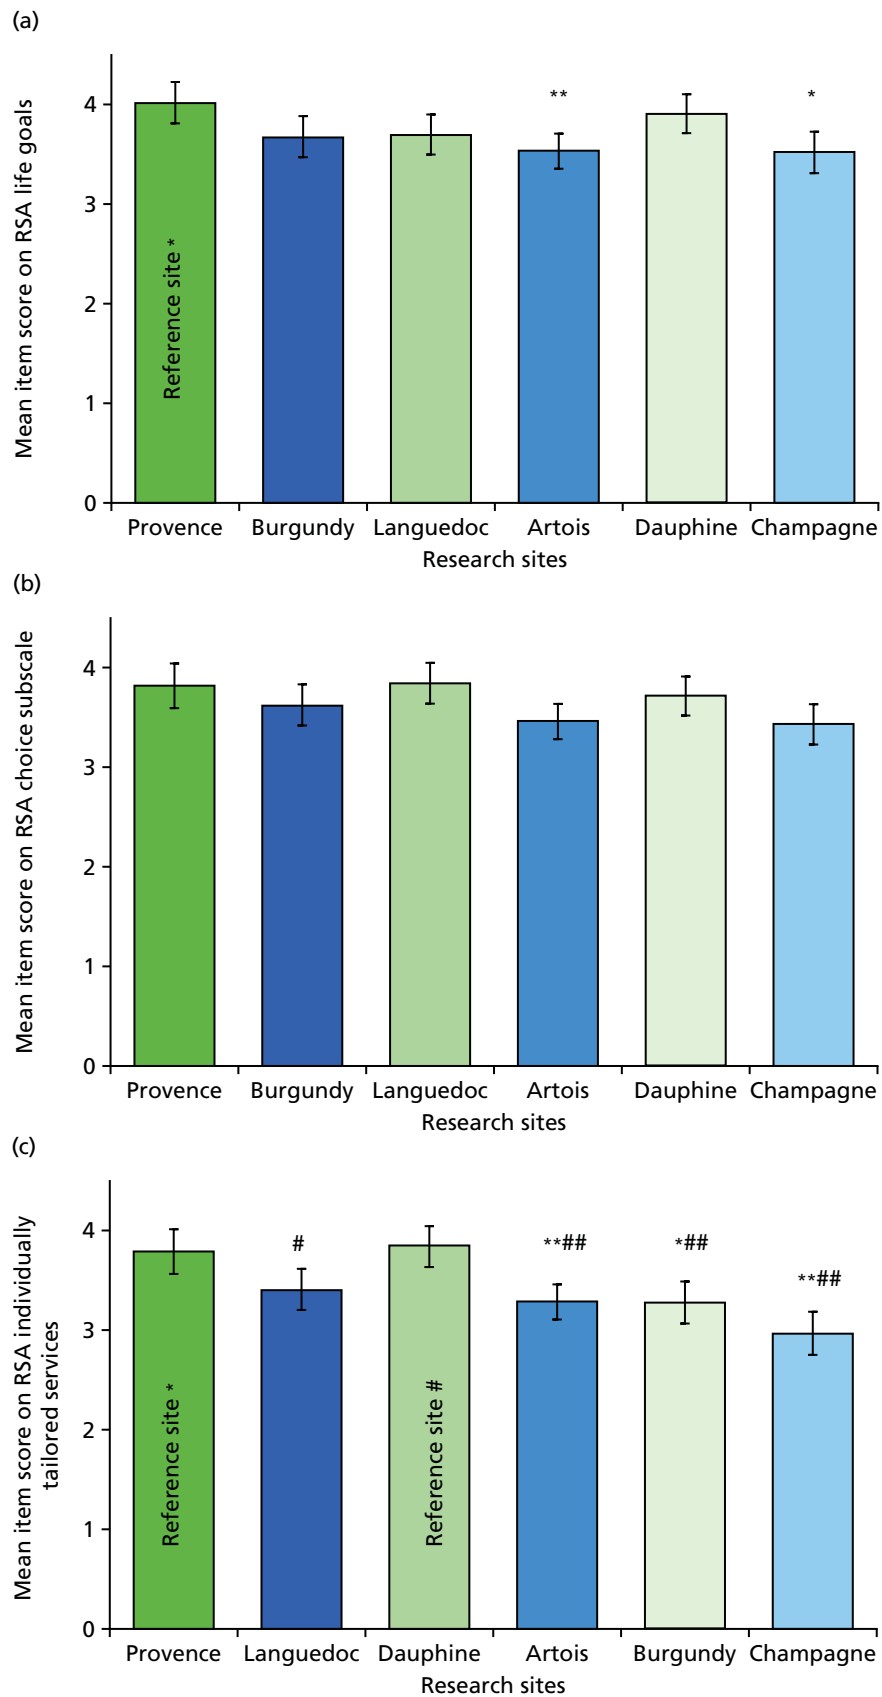 (a)
Mean item score on RSA life goals
4
3
2
1
0
**
*
Reference site *
Provence Burgundy Languedoc Artois Dauphine Champagne
Research sites
(b)
Mean item score on RSA choice subscale
4
3
2
1
0
Provence Burgundy Languedoc Artois Dauphine Champagne
Research sites
(c)
Mean item score on RSA individually
tailored services
4
3
2
1
0
#
**##
*##
**##
Reference site *
Reference site #
Provence Languedoc Dauphine Artois Burgundy Champagne
Research sites